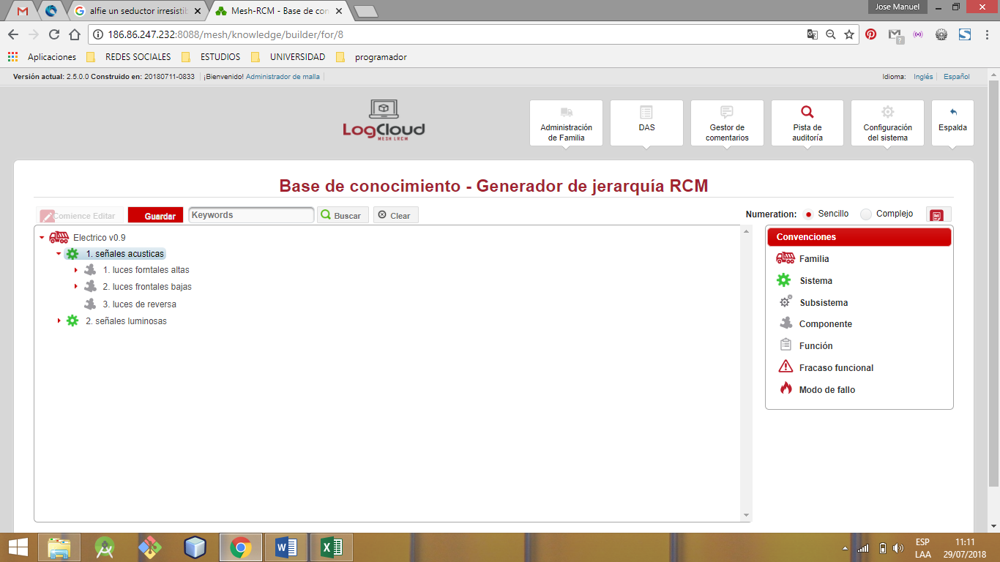 alfie un seductor irresistib
Mesh-RCM - Base de con
Jose Manuel
186.86.247.232:8088/mesh/knowledge/builder/for/8
Aplicaciones
REDES SOCIALES
ESTUDIOS
UNIVERSIDAD
programador
Versión actual: 2.5.0.0 Construido en: 20180711-0833
¡Bienvenido! Administrador de malla
Idioma: Inglés Español
LogCloud
MESH LRCM
Administración
de Familia
DAS
Gestor de
comentarios
Pista de
auditoría
Configuración
del sistema
Espalda
Base de conocimiento - Generador de jerarquía RCM
Comience Editar
Guardar
Keywords
Buscar
Clear
Numeration: Sencillo Complejo
Electrico v0.9
1. señales acusticas
1. luces forntales altas
2. luces frontales bajas
3. luces de reversa
2. señales luminosas
Convenciones
Familia
Sistema
Subsistema
Componente
Función
Fracaso funcional
Modo de fallo
ESP
LAA
11:11
29/07/2018